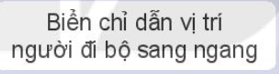 Biển chỉ dẫn vị trí
người đi bộ sang ngang